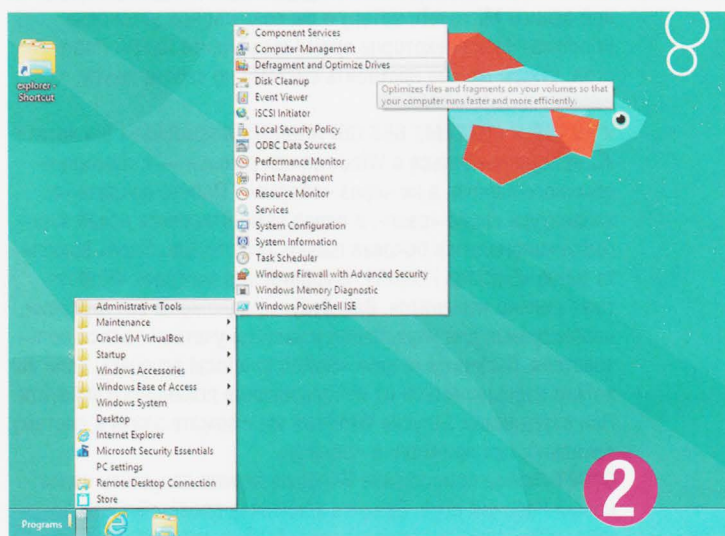 explorer -
Shortcut
Component Services
Computer Management
Defragment and Optimize Drives
Disk Cleanup
Optimizes files and fragments on your volumes so that
your computer runs faster and more efficiently.
Event Viewer
iSCSI Initiator
Local Security Policy
ODBC Data Sources
Performance Monitor
Print Management
Resource Monitor
Services
System Configuration
System Information
Task Scheduler
Windows Firewall with Advanced Security
Windows Memory Diagnostic
Windows PowerShell ISE
Administrative Tools
Maintenance
Oracle VM VirtualBox
Startup
Windows Accessories
Windows Ease of Access
Windows System
Desktop
Internet Explorer
Microsoft Security Essentials
PC settings
Remote Desktop Connection
Store
Programs
2